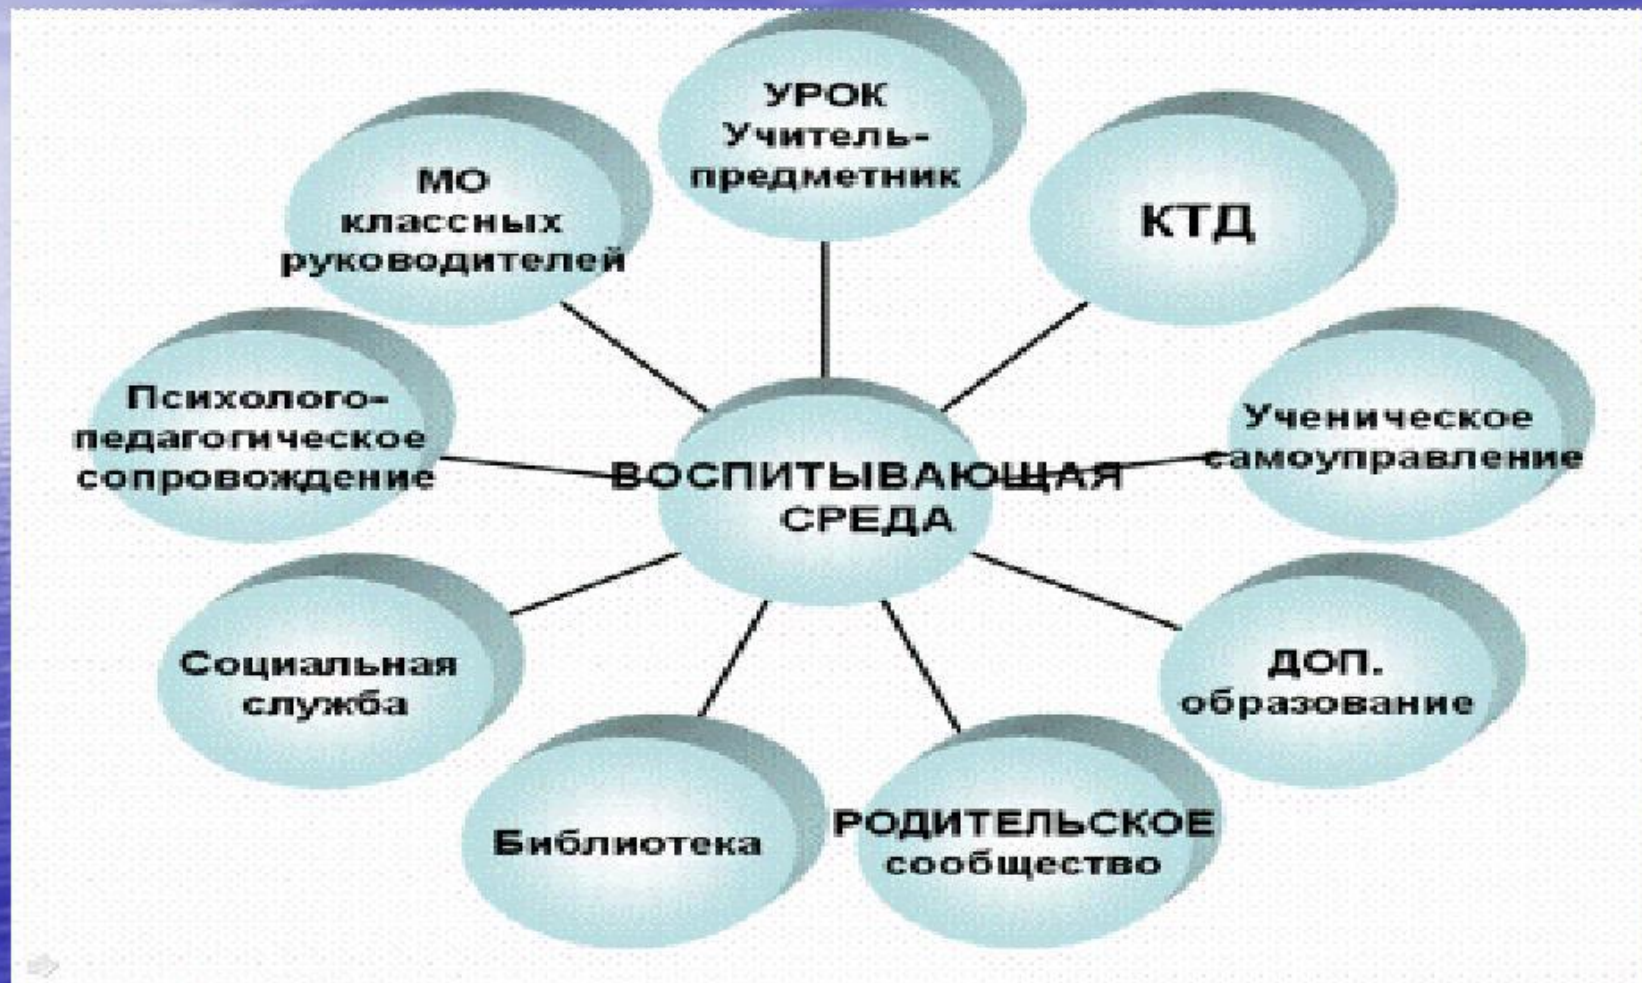 УРОК
Учитель-
предметник
МО
классных
руководителей
КТД
Психолого-
педагогическое
сопровождение
Ученическое
самоуправление
ВОСПИТЫВАЮЩАЯ
СРЕДА
Социальная
служба
ДОП.
образование
Библиотека
РОДИТЕЛЬСКОЕ
сообщество